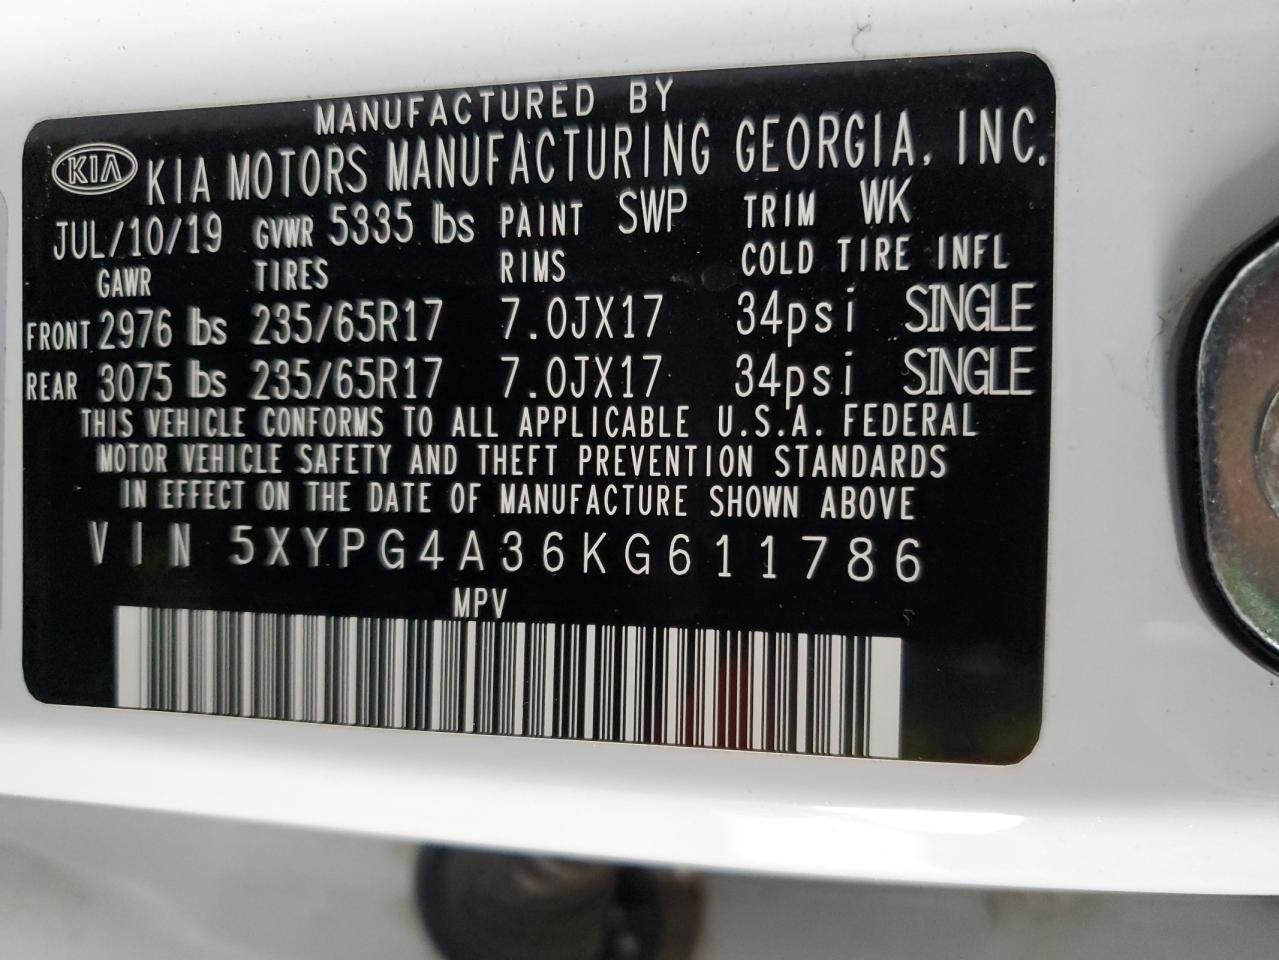 MANUFACTURED BY
KIA KIA MOTORS MANUFACTURING GEORGIA, INC.
JUL/10/19 GVWR 5335 lbs PAINT SWP TRIM WK
GAWR TIRES RIMS COLD TIRE INFL
FRONT 2976 lbs 235/65R17 7.0JX17 34psi SINGLE
REAR 3075 lbs 235/65R17 7.0JX17 34psi SINGLE
THIS VEHICLE CONFORMS TO ALL APPLICABLE U.S.A. FEDERAL
MOTOR VEHICLE SAFETY AND THEFT PREVENTION STANDARDS
IN EFFECT ON THE DATE OF MANUFACTURE SHOWN ABOVE
VIN 5XYPG4A36KG611786
MPV